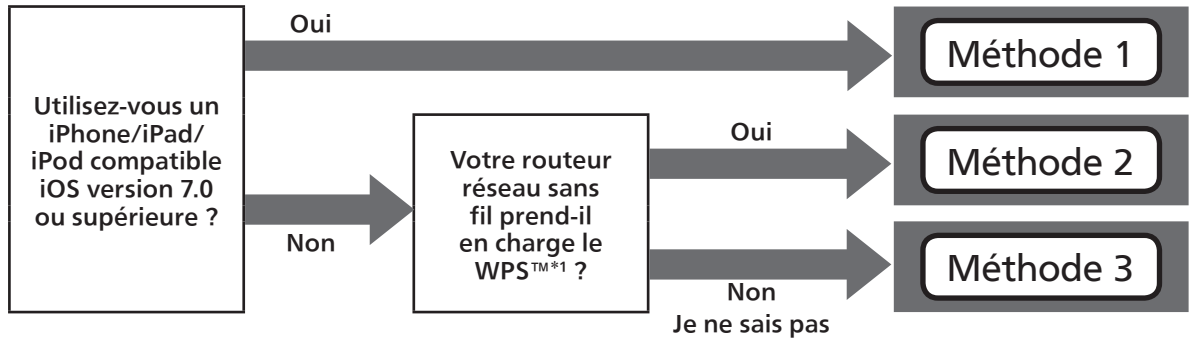 Utilisez-vous un
iPhone/iPad/
iPod compatible
iOS version 7.0
ou supérieure ?
Oui
Méthode 1
Non
Votre routeur
réseau sans
fil prend-il
en charge le
WPS™*1 ?
Oui
Méthode 2
Non
Je ne sais pas
Méthode 3